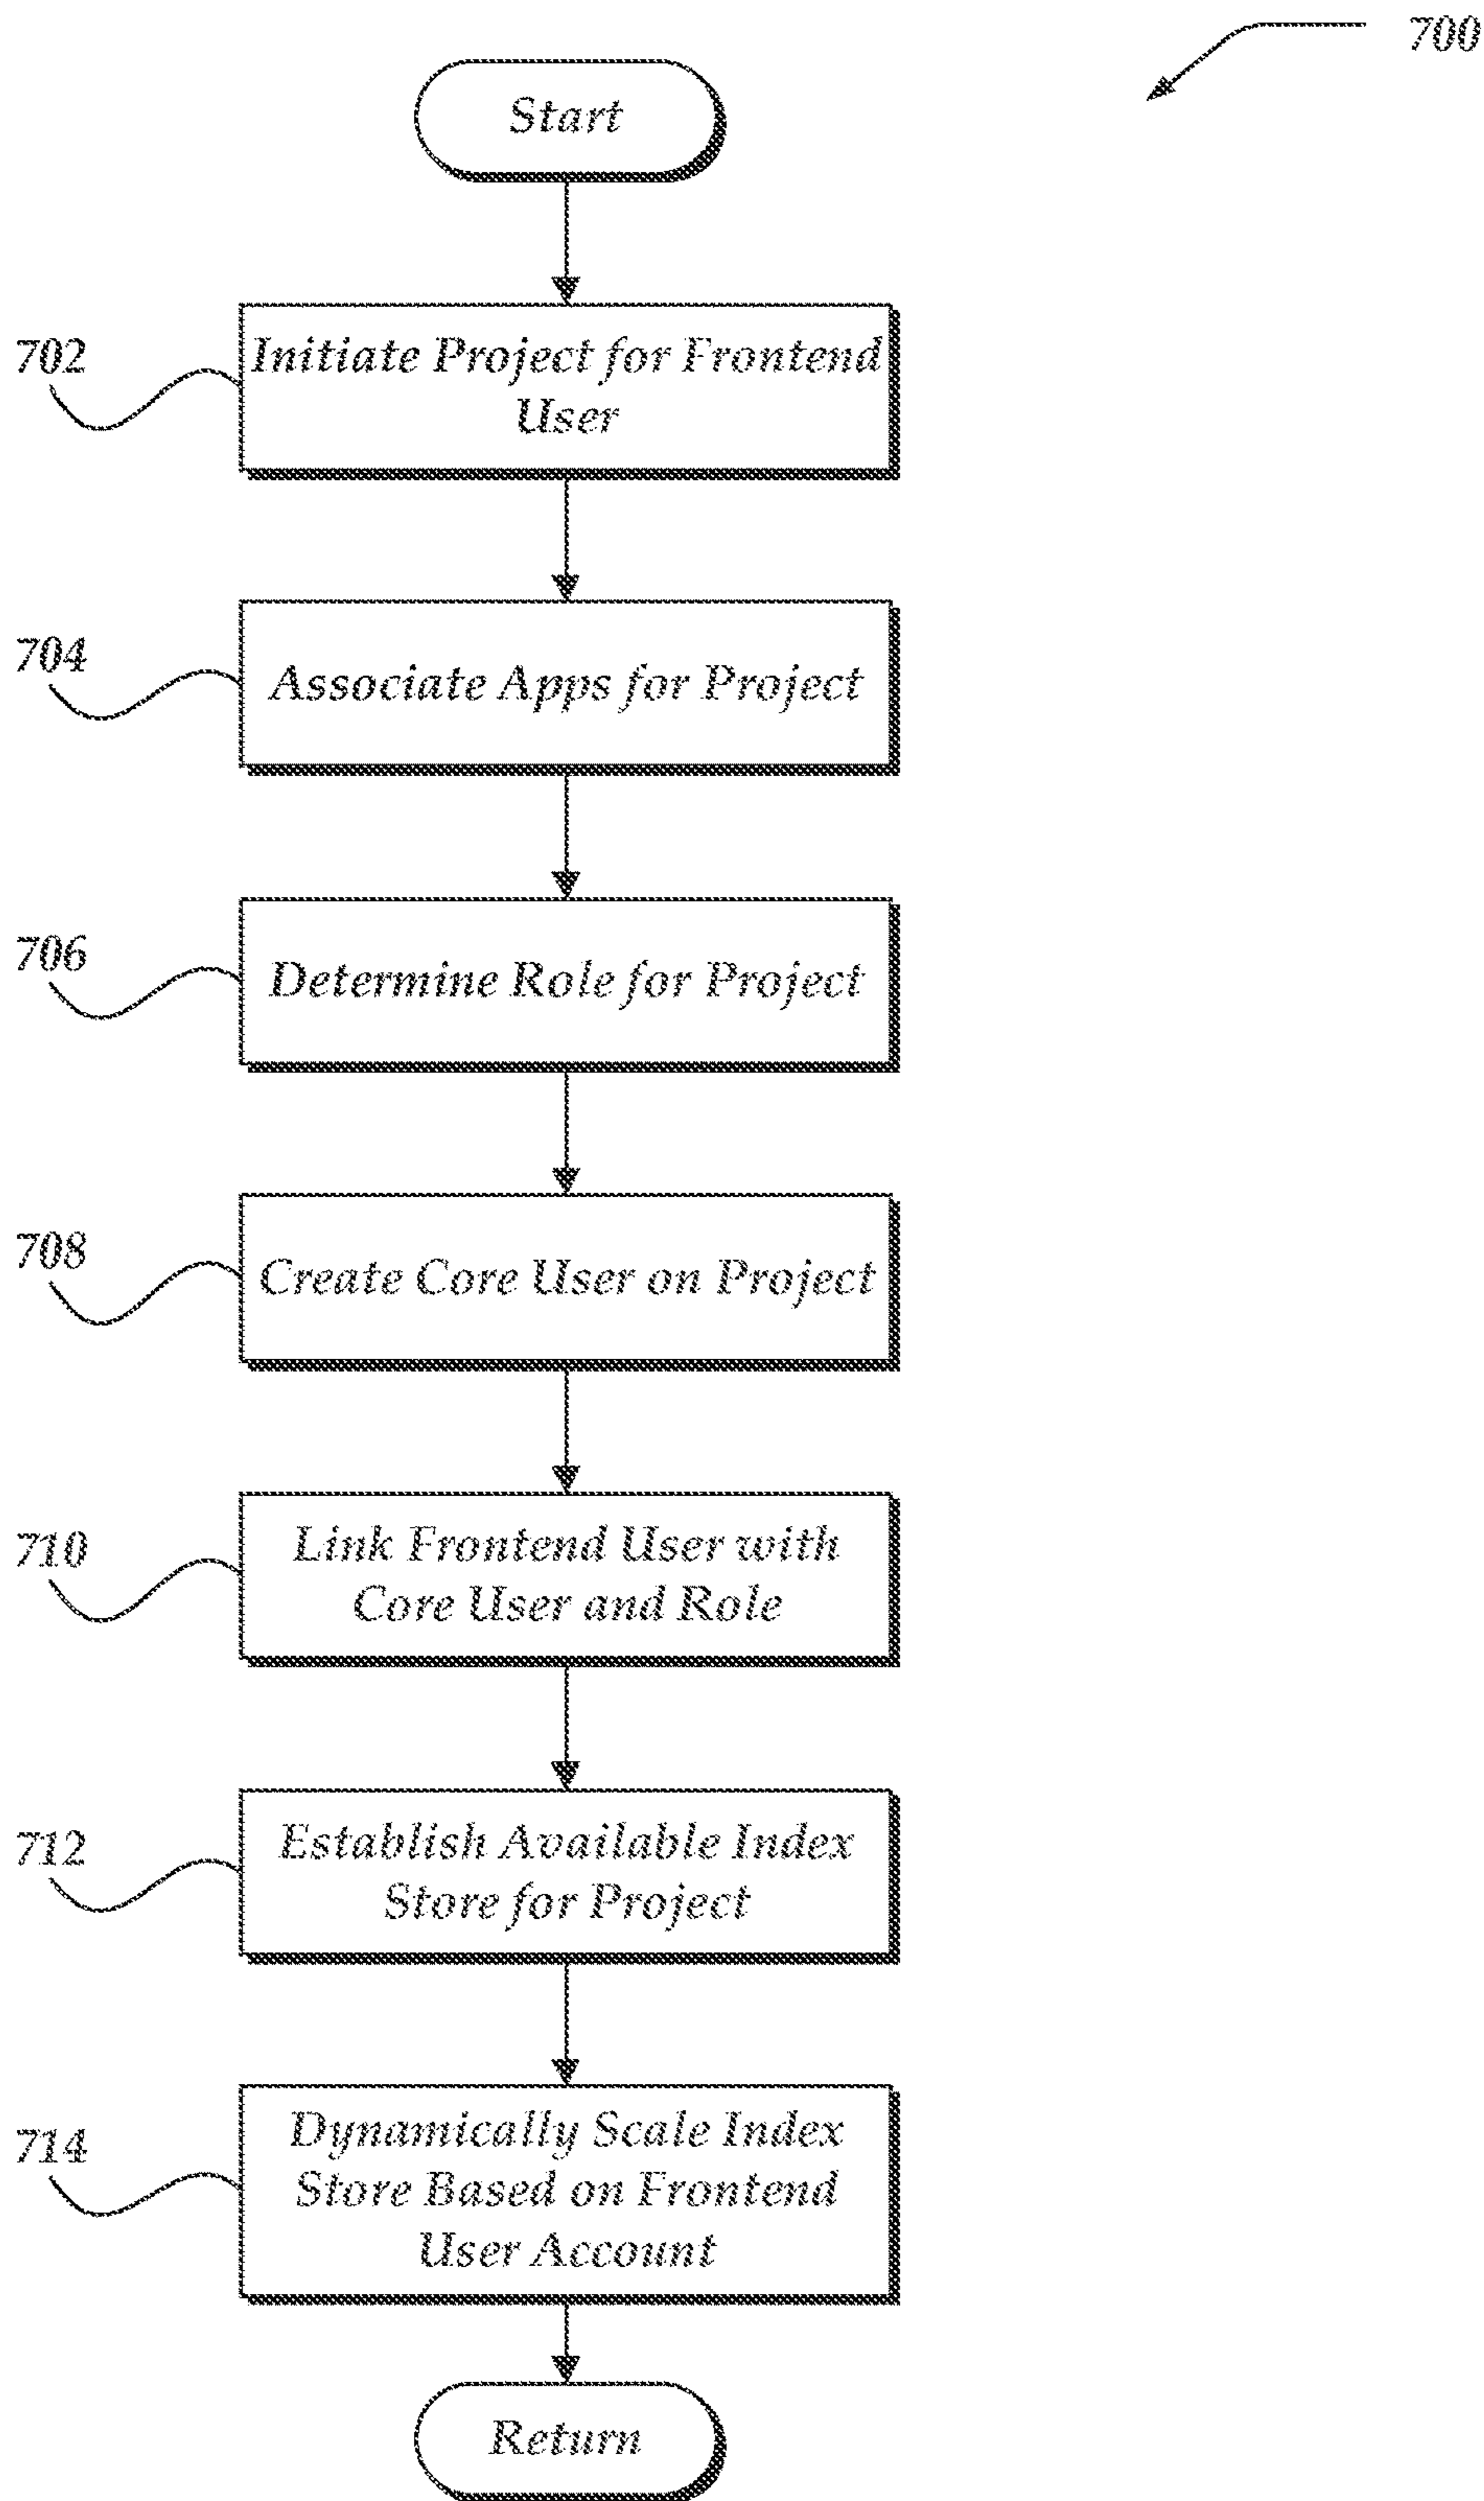 700
Start
702
Initiate Project for Frontend
User
704
Associate Apps for Project
706
Determine Role for Project
708
Create Core User on Project
710
Link Frontend User with
Core User and Role
712
Establish Available Index
Store for Project
714
Dynamically Scale Index
Store Based on Frontend
User Account
Return